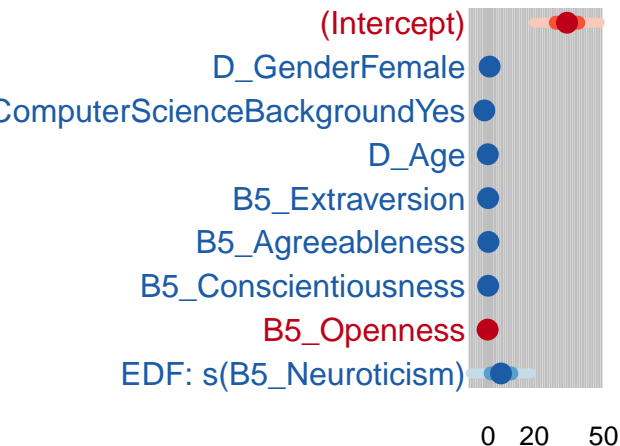 (Intercept)
D_GenderFemale
ComputerScienceBackgroundYes
D_Age
B5_Extraversion
B5_Agreeableness
B5_Conscientiousness
B5_Openness
EDF: s(B5_Neuroticism)
0 20 50